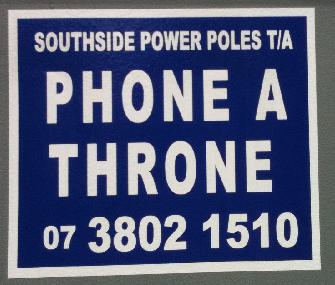 SOUTHSIDE POWER POLES T/A
PHONE A
THRONE
07 3802 1510